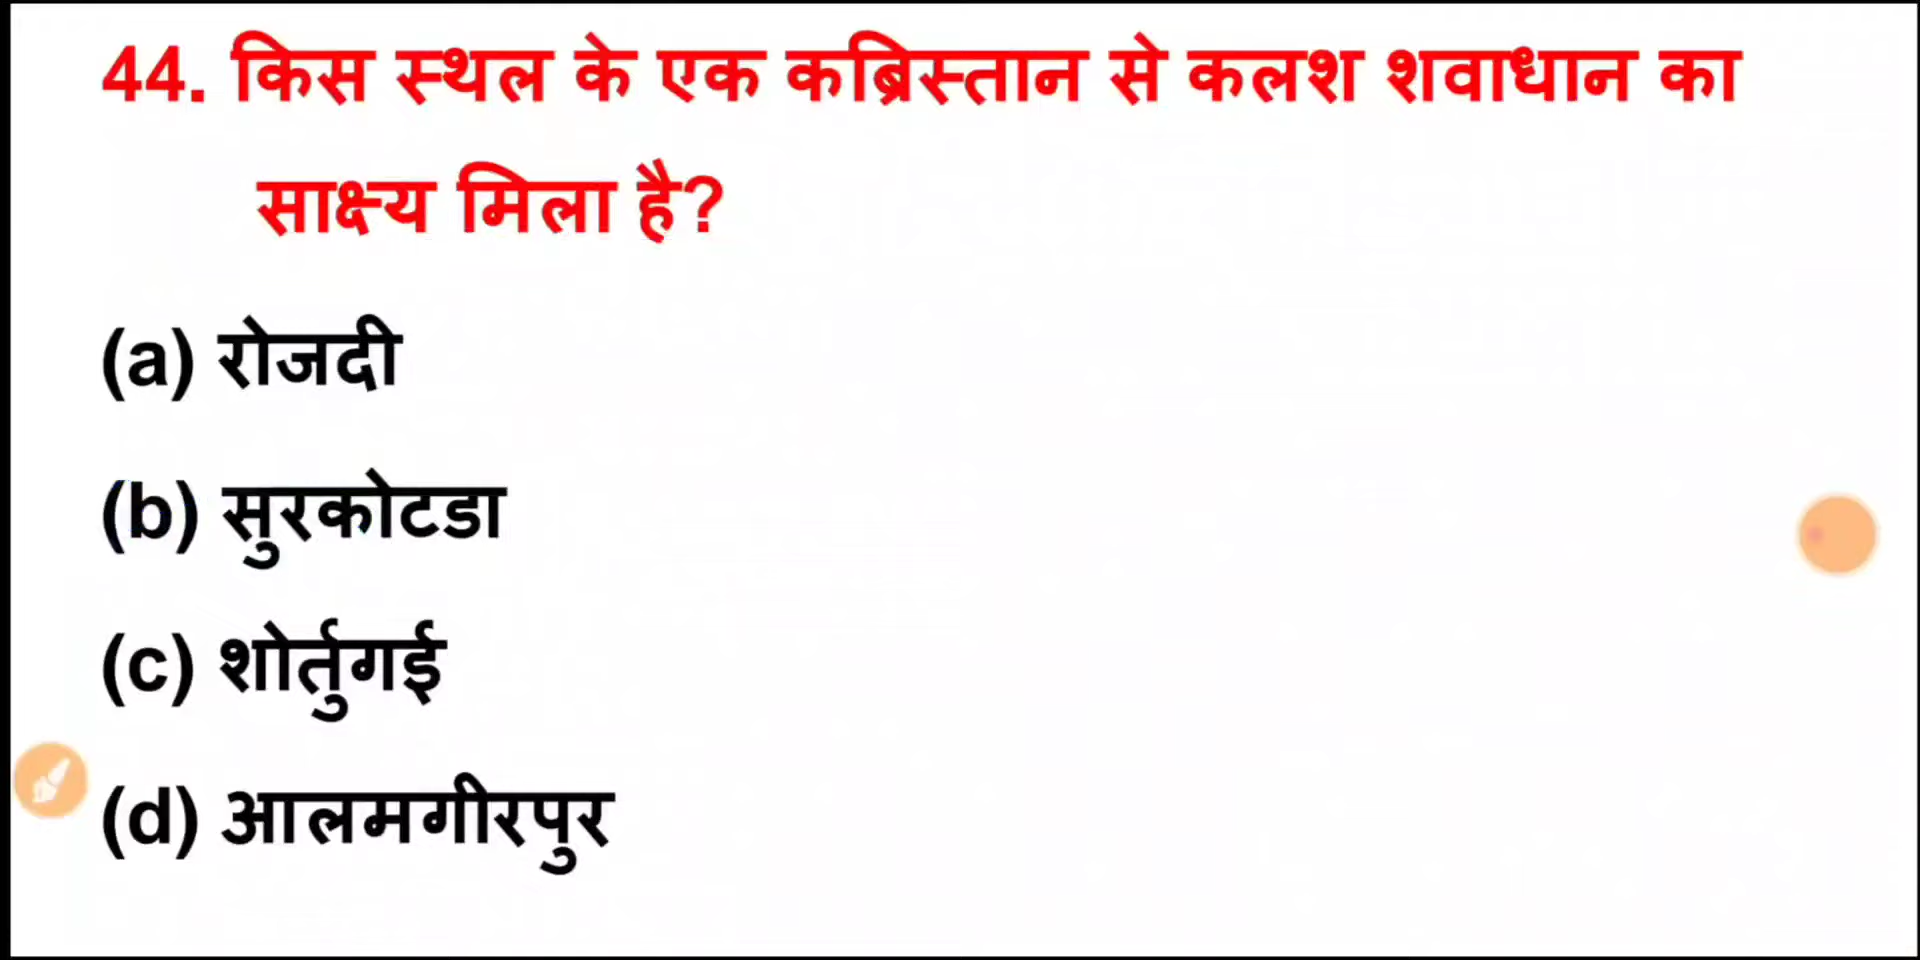 44. किस स्थल के एक कब्रिस्तान से कलश शवाधान का
साक्ष्य मिला है?
(a) रोजदी
(b) सुरकोटडा
(c) शोर्तुगई
(d) आलमगीरपुर